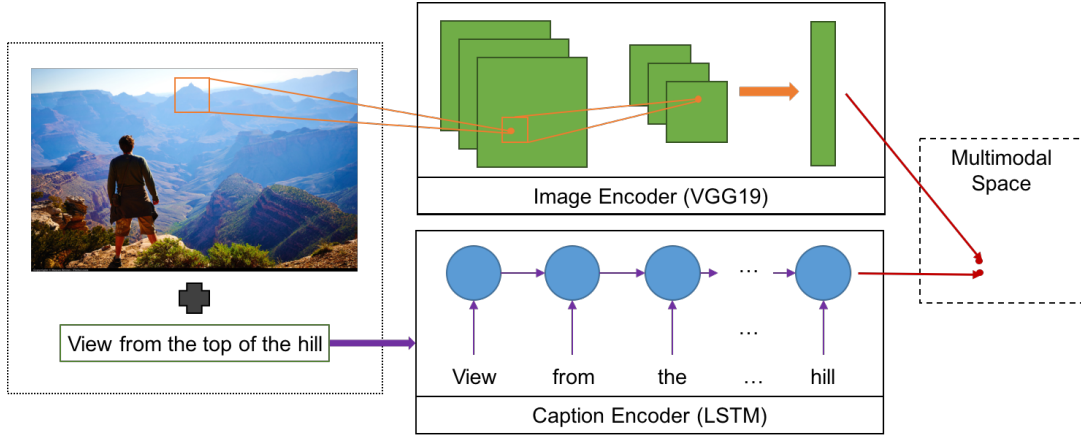 Image Encoder (VGG19)
Multimodal
Space
View from the top of the hill
...
...
View from the ... hill
Caption Encoder (LSTM)